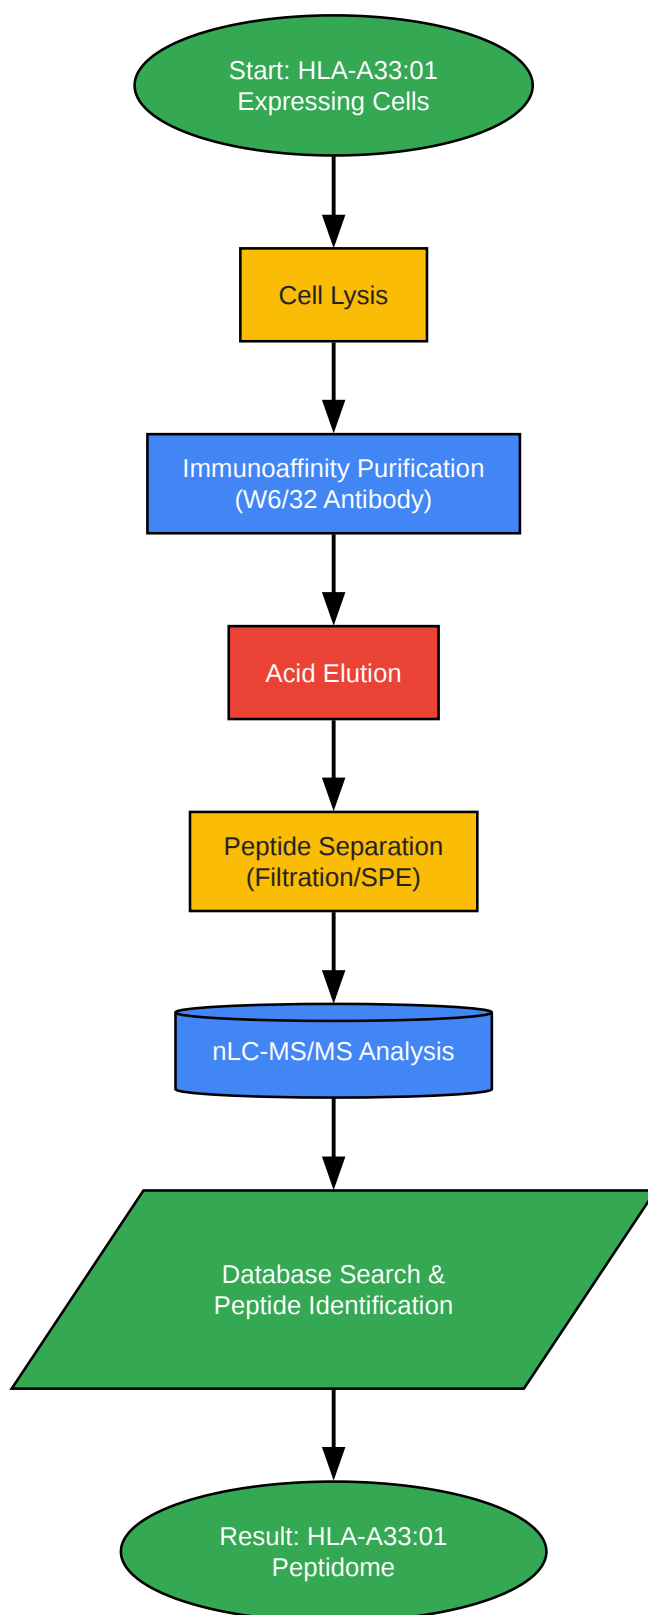 Start: HLA-A33:01
Expressing Cells
Cell Lysis
Immunoaffinity Purification
(W6/32 Antibody)
Acid Elution
Peptide Separation
(Filtration/SPE)
nLC-MS/MS Analysis
Database Search &
Peptide Identification
Result: HLA-A33:01
Peptidome